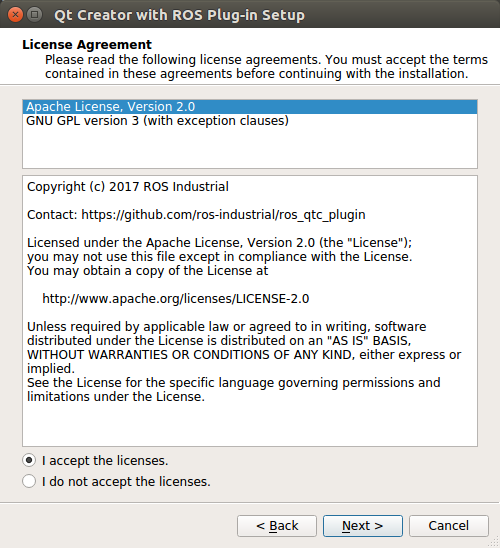 Qt Creator with ROS Plug-in Setup
License Agreement
Please read the following license agreements. You must accept the terms
contained in these agreements before continuing with the installation.
Apache License, Version 2.0
GNU GPL version 3 (with exception clauses)
Copyright (c) 2017 ROS Industrial
Contact: https://github.com/ros-industrial/ros_qtc_plugin
Licensed under the Apache License, Version 2.0 (the "License");
you may not use this file except in compliance with the License.
You may obtain a copy of the License at
http://www.apache.org/licenses/LICENSE-2.0
Unless required by applicable law or agreed to in writing, software
distributed under the License is distributed on an "AS IS" BASIS,
WITHOUT WARRANTIES OR CONDITIONS OF ANY KIND, either express or
implied.
See the License for the specific language governing permissions and
limitations under the License.
I accept the licenses.
I do not accept the licenses.
< Back Next > Cancel